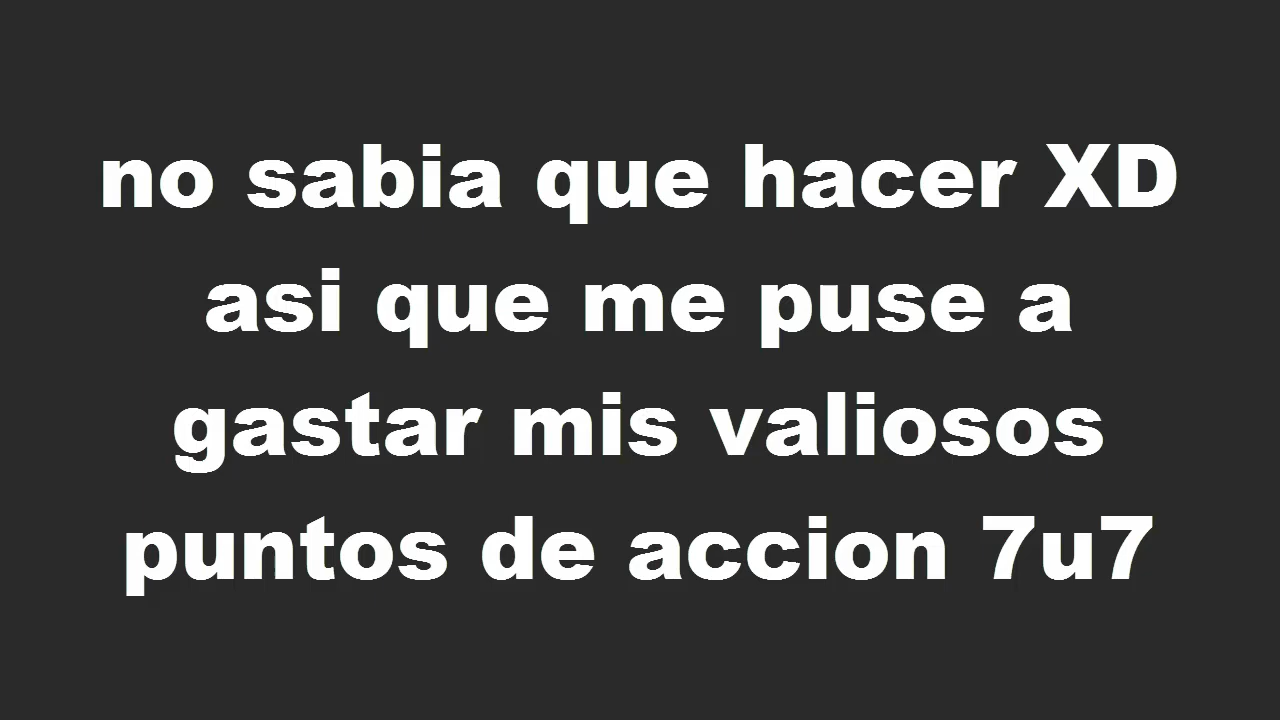 no sabia que hacer XD
asi que me puse a
gastar mis valiosos
puntos de accion 7u7